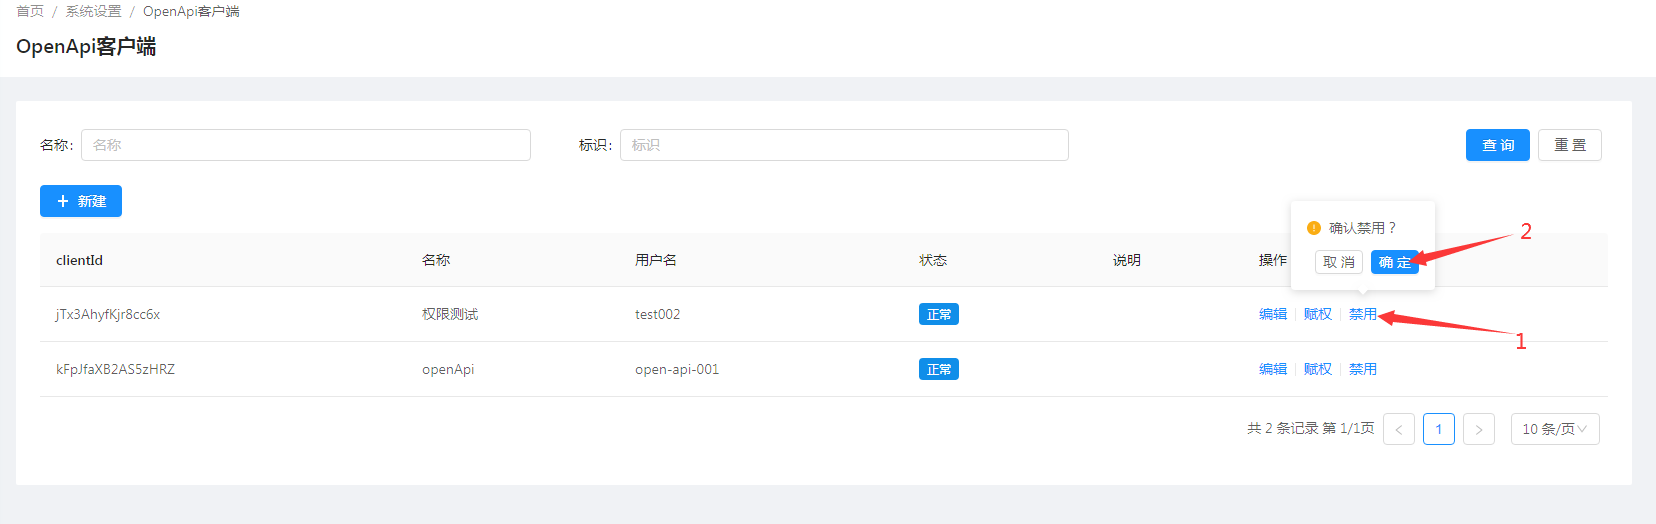 首页 / 系统设置 / OpenApi客户端
OpenApi客户端
名称: 名称 标识: 标识 查 询 重 置
+ 新建
! 确认禁用？ 2
取 消 确 定
clientId 名称 用户名 状态 说明 操作
jTx3AhyfKjr8cc6x 权限测试 test002 正常 编辑 赋权 禁用
1
kFpJfaXB2AS5zHRZ openApi open-api-001 正常 编辑 赋权 禁用
共 2 条记录 第 1/1页 < 1 > 10 条/页